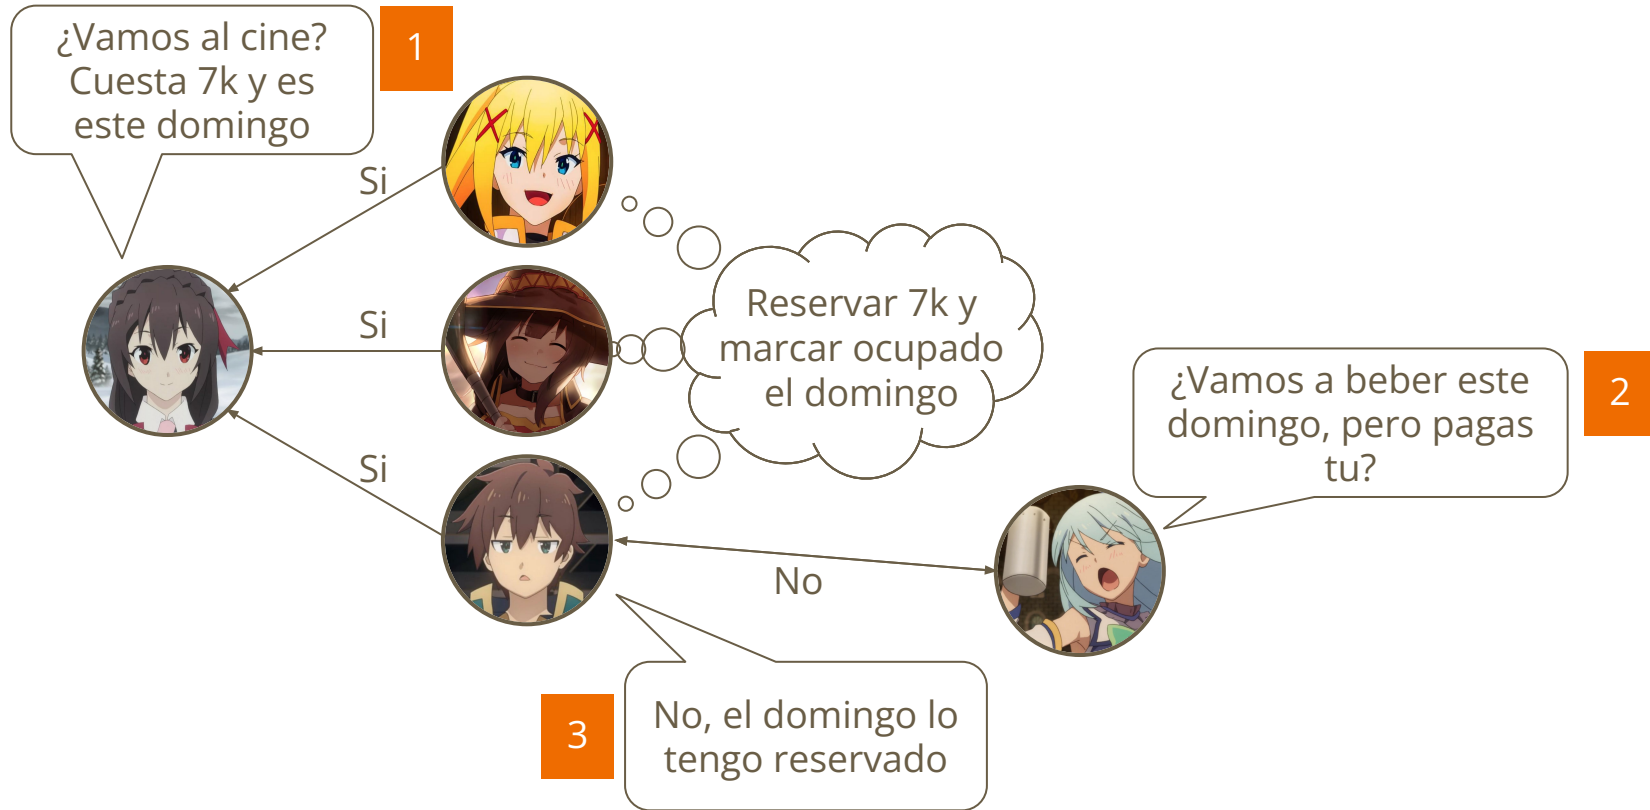 ¿Vamos al cine?
Cuesta 7k y es
este domingo
1
Si
Si
Si
Reservar 7k y
marcar ocupado
el domingo
¿Vamos a beber este
domingo, pero pagas
tu?
2
No
3
No, el domingo lo
tengo reservado